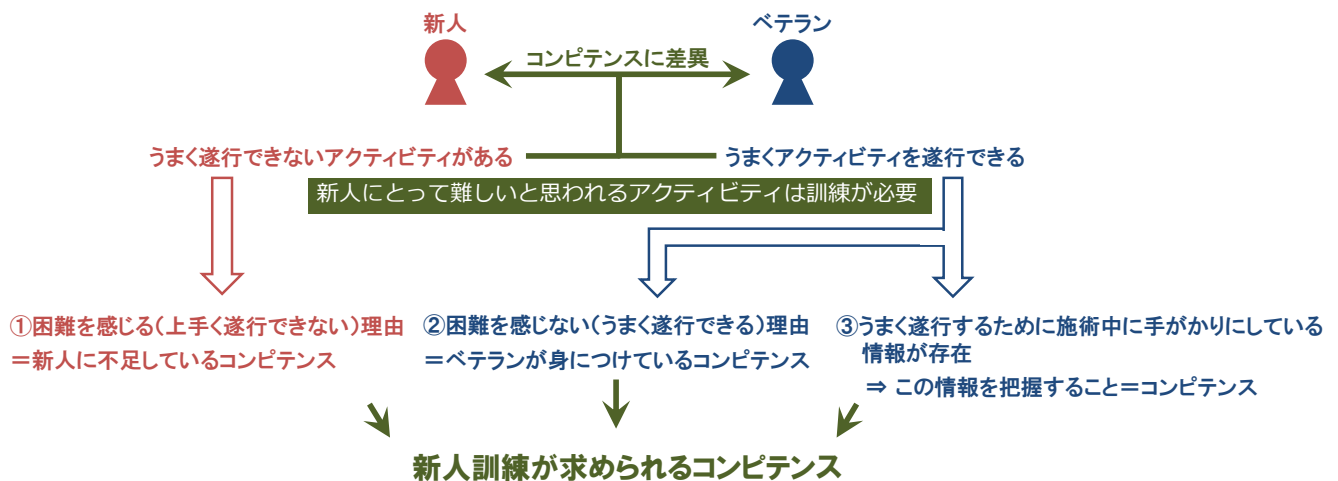 新人
ベテラン
コンピテンスに差異
うまく遂行できないアクティビティがある
うまくアクティビティを遂行できる
新人にとって難しいと思われるアクティビティは訓練が必要
①困難を感じる（上手く遂行できない）理由
＝新人に不足しているコンピテンス
②困難を感じない（うまく遂行できる）理由
＝ベテランが身につけているコンピテンス
③うまく遂行するために施術中に手がかりにしている
情報が存在
⇒ この情報を把握すること＝コンピテンス
新人訓練が求められるコンピテンス